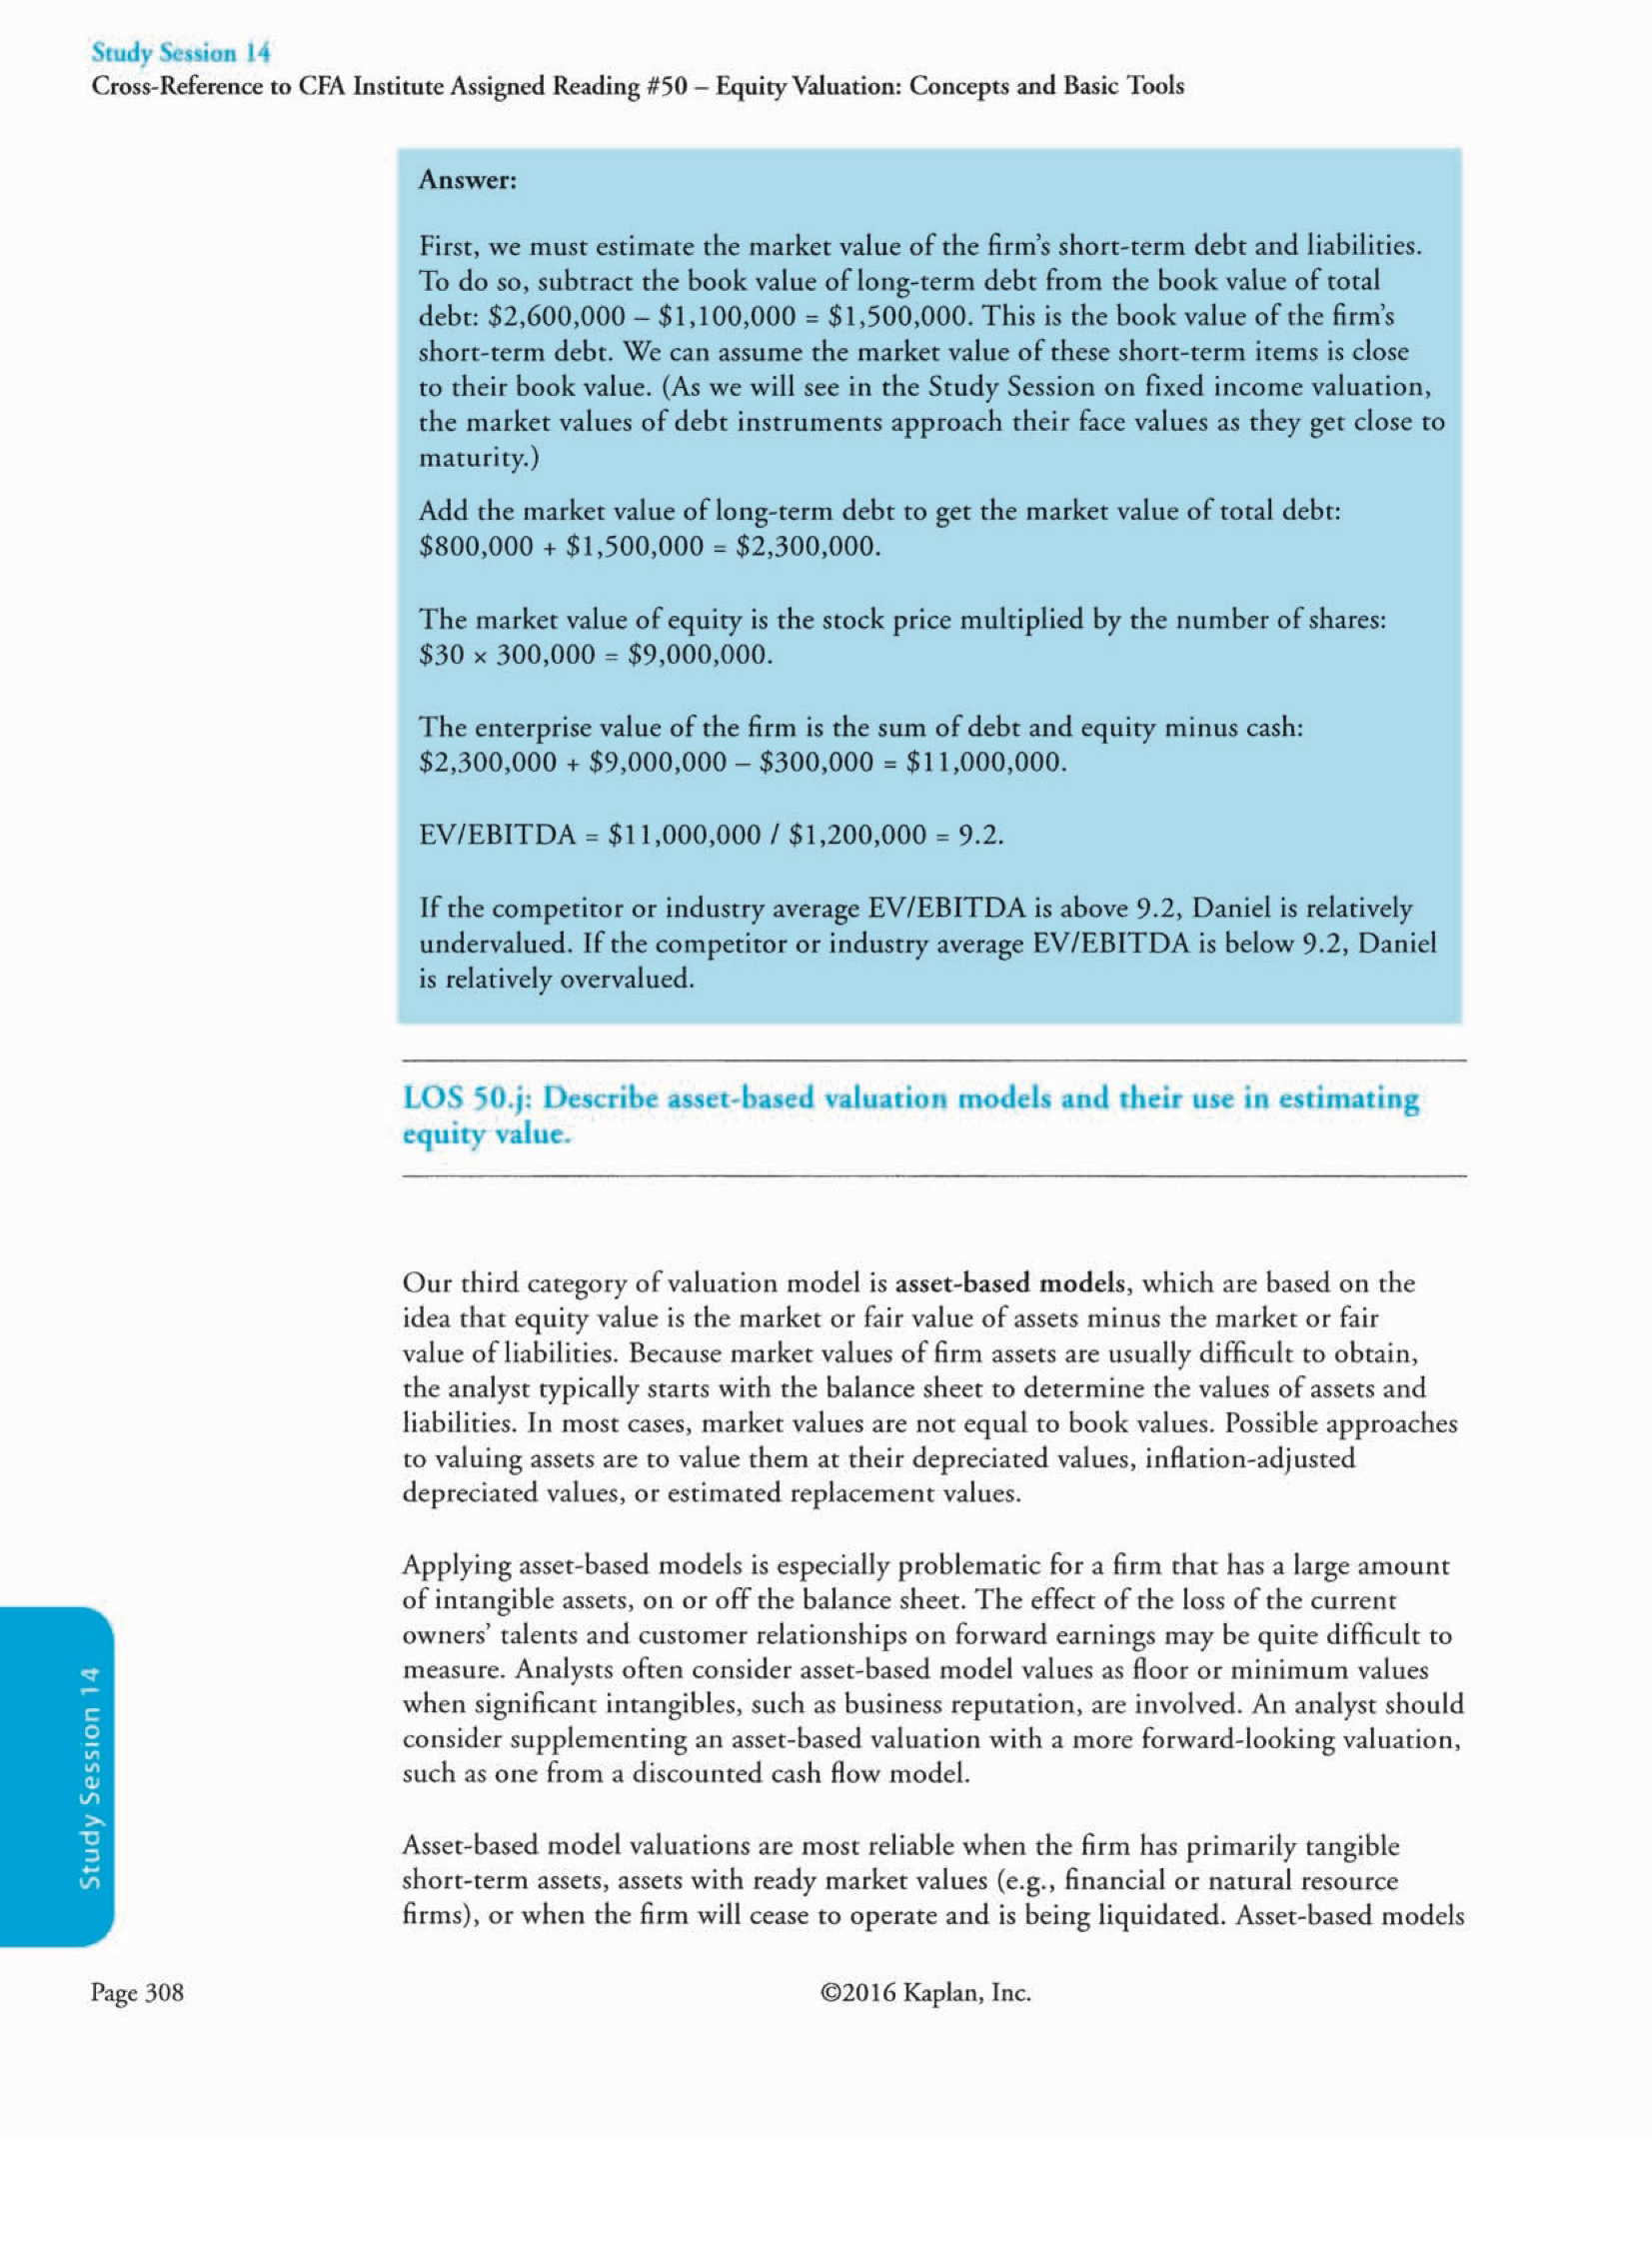 Study Session 14
Cross-Reference to CFA Institute Assigned Reading #50 – Equity Valuation: Concepts and Basic Tools
Answer:
First, we must estimate the market value of the firm's short-term debt and liabilities.
To do so, subtract the book value of long-term debt from the book value of total
debt: $2,600,000 – $1,100,000 = $1,500,000. This is the book value of the firm's
short-term debt. We can assume the market value of these short-term items is close
to their book value. (As we will see in the Study Session on fixed income valuation,
the market values of debt instruments approach their face values as they get close to
maturity.)
Add the market value of long-term debt to get the market value of total debt:
$800,000 + $1,500,000 = $2,300,000.
The market value of equity is the stock price multiplied by the number of shares:
$30 × 300,000 = $9,000,000.
The enterprise value of the firm is the sum of debt and equity minus cash:
$2,300,000 + $9,000,000 – $300,000 = $11,000,000.
EV/EBITDA = $11,000,000 / $1,200,000 = 9.2.
If the competitor or industry average EV/EBITDA is above 9.2, Daniel is relatively
undervalued. If the competitor or industry average EV/EBITDA is below 9.2, Daniel
is relatively overvalued.
LOS 50.j: Describe asset-based valuation models and their use in estimating
equity value.
Our third category of valuation model is asset-based models, which are based on the
idea that equity value is the market or fair value of assets minus the market or fair
value of liabilities. Because market values of firm assets are usually difficult to obtain,
the analyst typically starts with the balance sheet to determine the values of assets and
liabilities. In most cases, market values are not equal to book values. Possible approaches
to valuing assets are to value them at their depreciated values, inflation-adjusted
depreciated values, or estimated replacement values.
Applying asset-based models is especially problematic for a firm that has a large amount
of intangible assets, on or off the balance sheet. The effect of the loss of the current
owners' talents and customer relationships on forward earnings may be quite difficult to
measure. Analysts often consider asset-based model values as floor or minimum values
when significant intangibles, such as business reputation, are involved. An analyst should
consider supplementing an asset-based valuation with a more forward-looking valuation,
such as one from a discounted cash flow model.
Asset-based model valuations are most reliable when the firm has primarily tangible
short-term assets, assets with ready market values (e.g., financial or natural resource
firms), or when the firm will cease to operate and is being liquidated. Asset-based models
Study Session 14
Page 308
©2016 Kaplan, Inc.